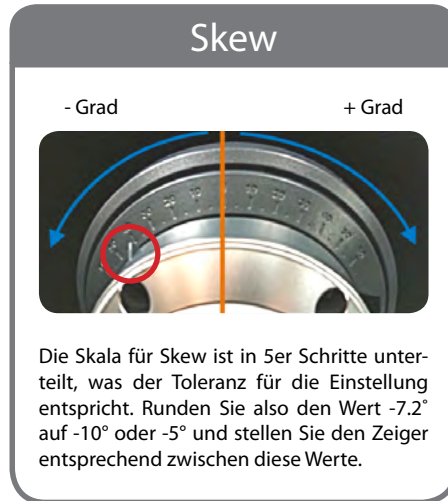 Skew
- Grad + Grad
Die Skala für Skew ist in 5er Schritte unter-
teilt, was der Toleranz für die Einstellung
entspricht. Runden Sie also den Wert -7.2°
auf -10° oder -5° und stellen Sie den Zeiger
entsprechend zwischen diese Werte.